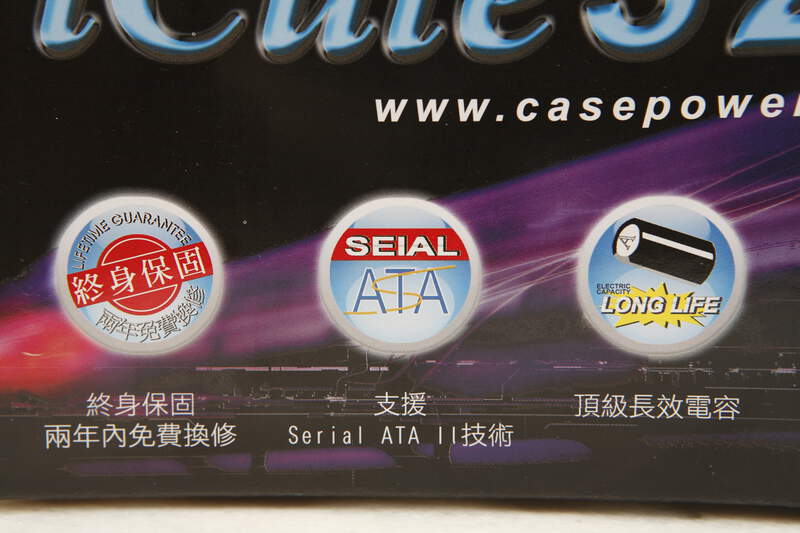 www.casepower
LIFETIME GUARANTEE
終身保固
兩年免費換修
SEIAL
ATA
ELECTRIC
CAPACITY
LONG LIFE
終身保固
兩年內免費換修
支援
Serial ATA II技術
頂級長效電容